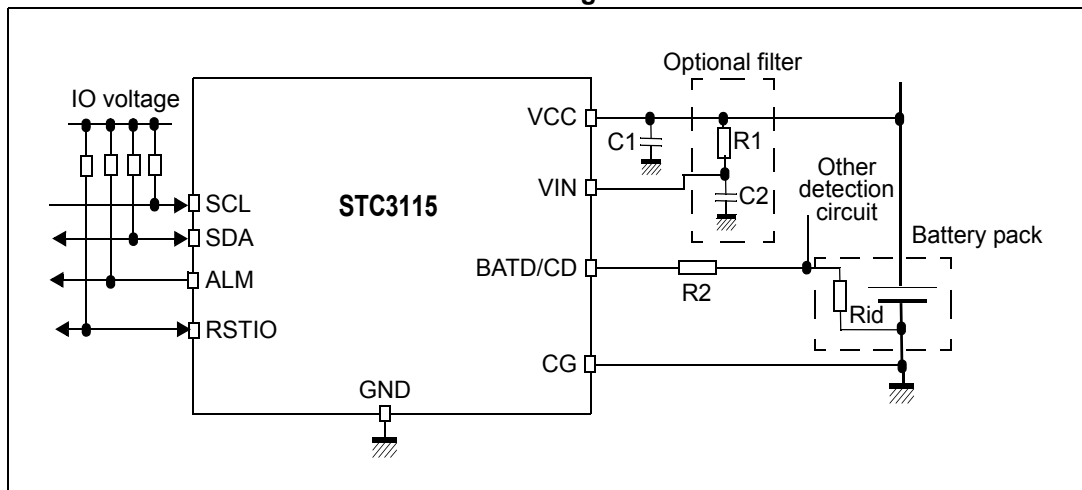 g
Optional filter
IO voltage
VCC
C1
R1
Other
detection
circuit
VIN
C2
SCL
STC3115
SDA
Battery pack
BATD/CD
ALM
R2
Rid
RSTIO
CG
GND